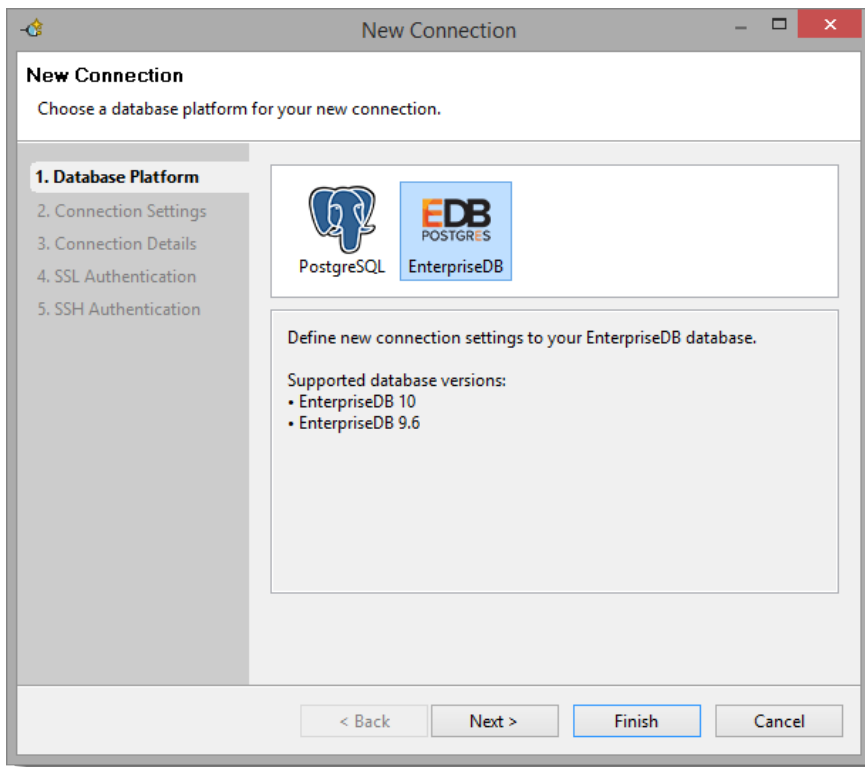 New Connection
New Connection
Choose a database platform for your new connection.
1. Database Platform
2. Connection Settings
3. Connection Details
4. SSL Authentication
5. SSH Authentication
EDB
POSTGRES
PostgreSQL
EnterpriseDB
Define new connection settings to your EnterpriseDB database.
Supported database versions:
• EnterpriseDB 10
• EnterpriseDB 9.6
< Back
Next >
Finish
Cancel